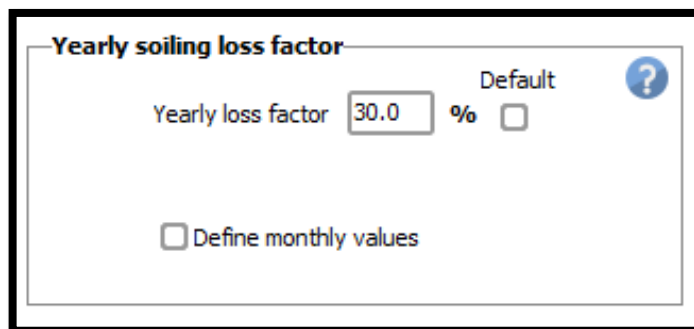 Yearly soiling loss factor
Default
Yearly loss factor 30.0 %
Define monthly values
?